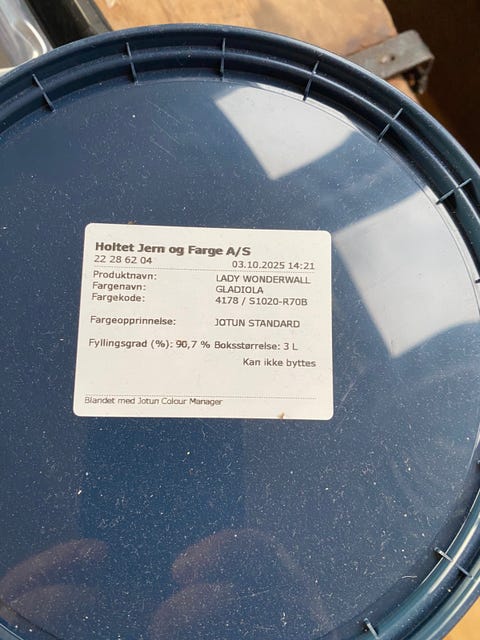 Holtet Jern og Farge A/S
22 28 62 04 03.10.2025 14:21
Produktnavn: LADY WONDERWALL
Fargenavn: GLADIOLA
Fargekode: 4178 / S1020-R70B
Fargeopprinnelse: JOTUN STANDARD
Fyllingsgrad (%): 90,7 % Boksstørrelse: 3 L
Kan ikke byttes
Blandet med Jotun Colour Manager